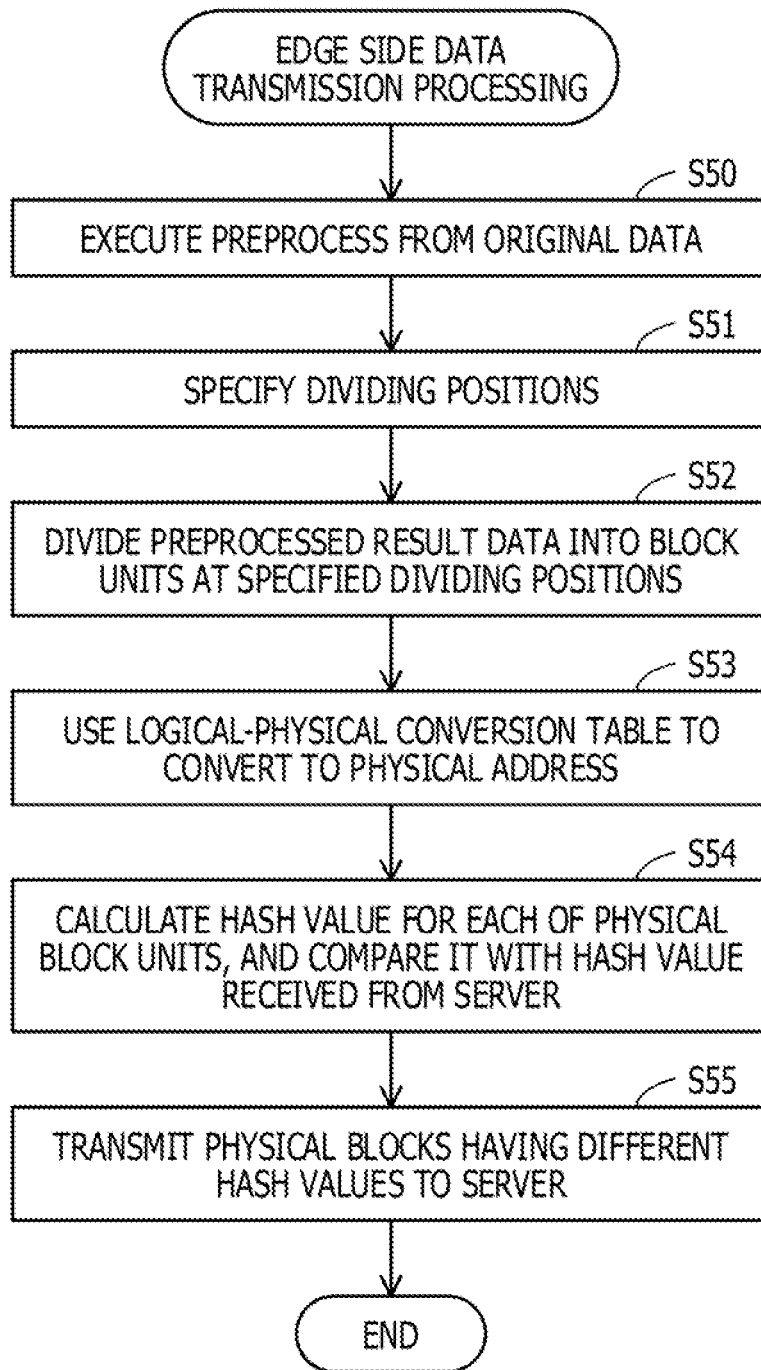 EDGE SIDE DATA
TRANSMISSION PROCESSING
S50
EXECUTE PREPROCESS FROM ORIGINAL DATA
S51
SPECIFY DIVIDING POSITIONS
S52
DIVIDE PREPROCESSED RESULT DATA INTO BLOCK
UNITS AT SPECIFIED DIVIDING POSITIONS
S53
USE LOGICAL-PHYSICAL CONVERSION TABLE TO
CONVERT TO PHYSICAL ADDRESS
S54
CALCULATE HASH VALUE FOR EACH OF PHYSICAL
BLOCK UNITS, AND COMPARE IT WITH HASH VALUE
RECEIVED FROM SERVER
S55
TRANSMIT PHYSICAL BLOCKS HAVING DIFFERENT
HASH VALUES TO SERVER
END